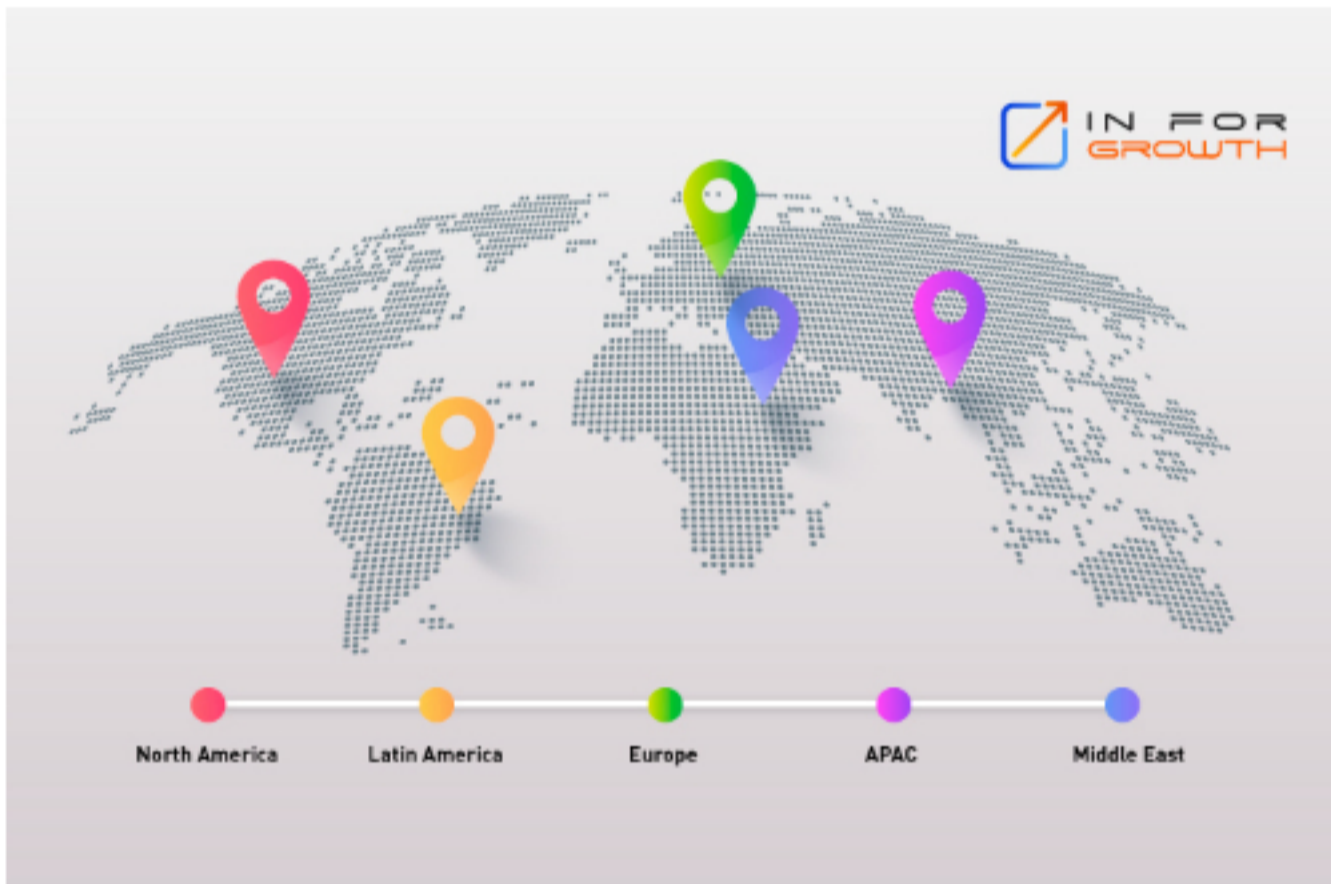 IN FOR
GROWTH
North America
Latin America
Europe
APAC
Middle East